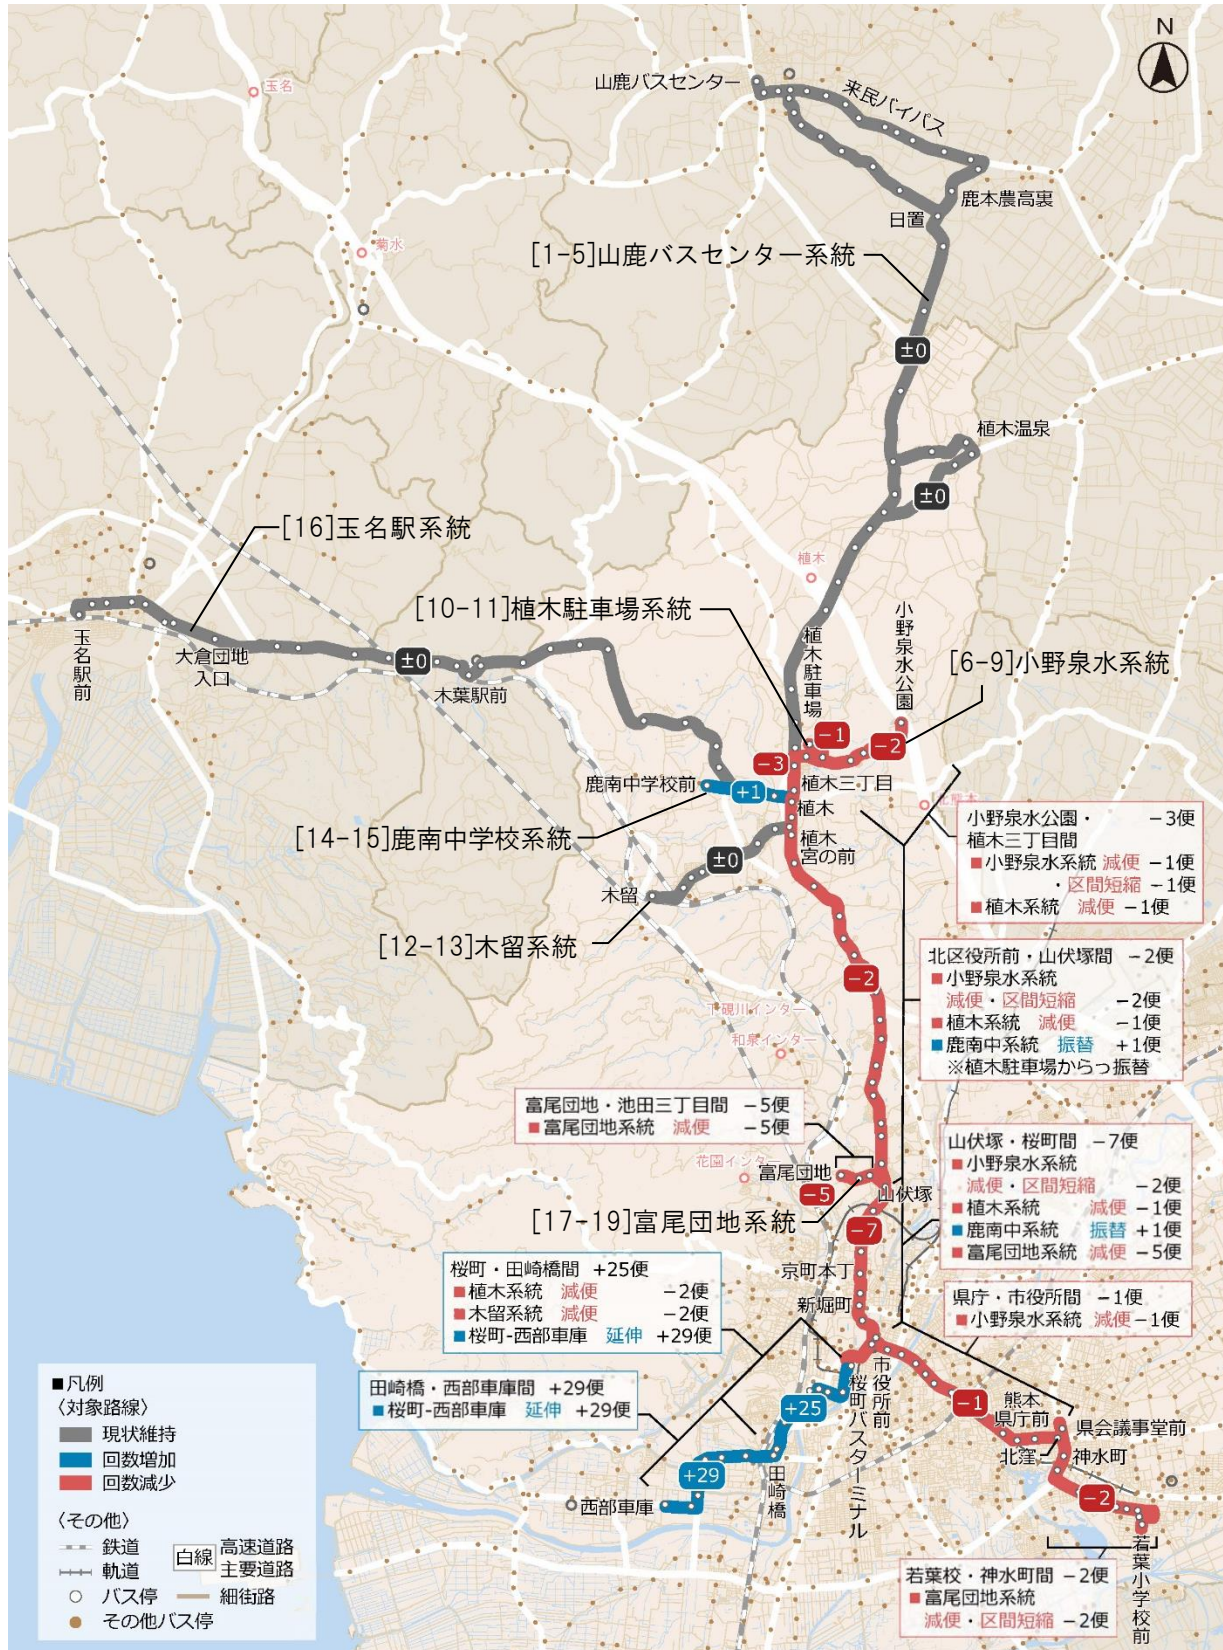 N
山鹿バスセンター
来民バイパス
玉名
鹿本農高裏
日置
菊水
[1-5]山鹿バスセンター系統
±0
植木温泉
±0
[16]玉名駅系統
植木
[10-11]植木駐車場系統
小野泉水公園
植木駐車場
玉名駅前
大倉団地
入口
±0
木葉駅前
[6-9]小野泉水系統
-1
-2
-3
鹿南中学校前
+1
植木三丁目
植木
[14-15]鹿南中学校系統
植木
宮の前
±0
木留
[12-13]木留系統
小野泉水公園・ -3便
植木三丁目間
■小野泉水系統 減便 -1便
・区間短縮 -1便
■植木系統 減便 -1便
-2
北区役所前・山伏塚間 -2便
■小野泉水系統
減便・区間短縮 -2便
■植木系統 減便 -1便
■鹿南中系統 振替 +1便
※植木駐車場からっ振替
下硯川インター
和泉インター
富尾団地・池田三丁目間 -5便
■富尾団地系統 減便 -5便
花園インター
富尾団地
-5
山伏塚
[17-19]富尾団地系統
-7
山伏塚・桜町間 -7便
■小野泉水系統
減便・区間短縮 -2便
■植木系統 減便 -1便
■鹿南中系統 振替 +1便
■富尾団地系統 減便 -5便
京町本丁
新堀町
桜町・田崎橋間 +25便
■植木系統 減便 -2便
■木留系統 減便 -2便
■桜町-西部車庫 延伸 +29便
県庁・市役所間 -1便
■小野泉水系統 減便-1便
田崎橋・西部車庫間 +29便
■桜町-西部車庫 延伸 +29便
市役所前
桜町バスターミナル
+25
-1
熊本
県庁前
県会議事堂前
北窪
神水町
+29
田崎橋
西部車庫
-2
若葉小学校前
若葉校・神水町間 -2便
■富尾団地系統
減便・区間短縮 -2便
■凡例
〈対象路線〉
現状維持
回数増加
回数減少
〈その他〉
鉄道
軌道
バス停
その他バス停
白線
高速道路
主要道路
細街路